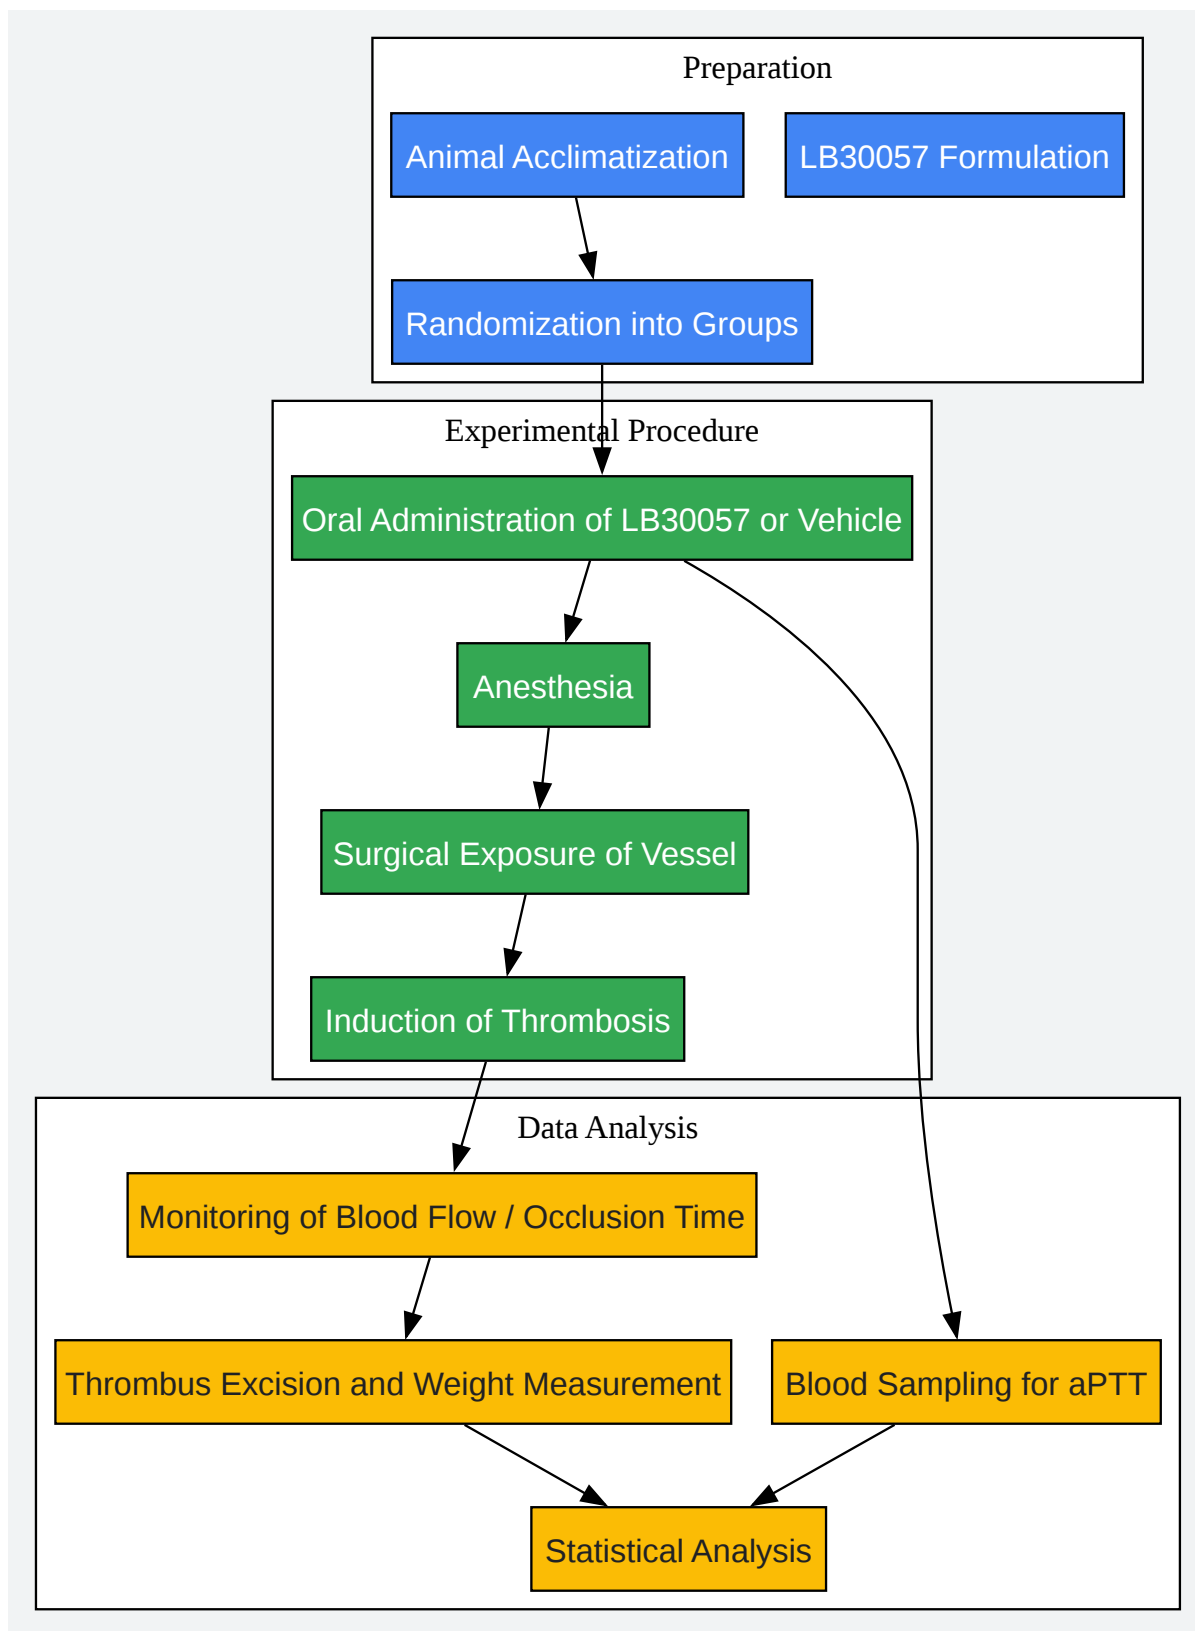 Preparation
Animal Acclimatization
LB30057 Formulation
Randomization into Groups
Experimental Procedure
Oral Administration of LB30057 or Vehicle
Anesthesia
Surgical Exposure of Vessel
Induction of Thrombosis
Data Analysis
Monitoring of Blood Flow / Occlusion Time
Thrombus Excision and Weight Measurement
Blood Sampling for aPTT
Statistical Analysis